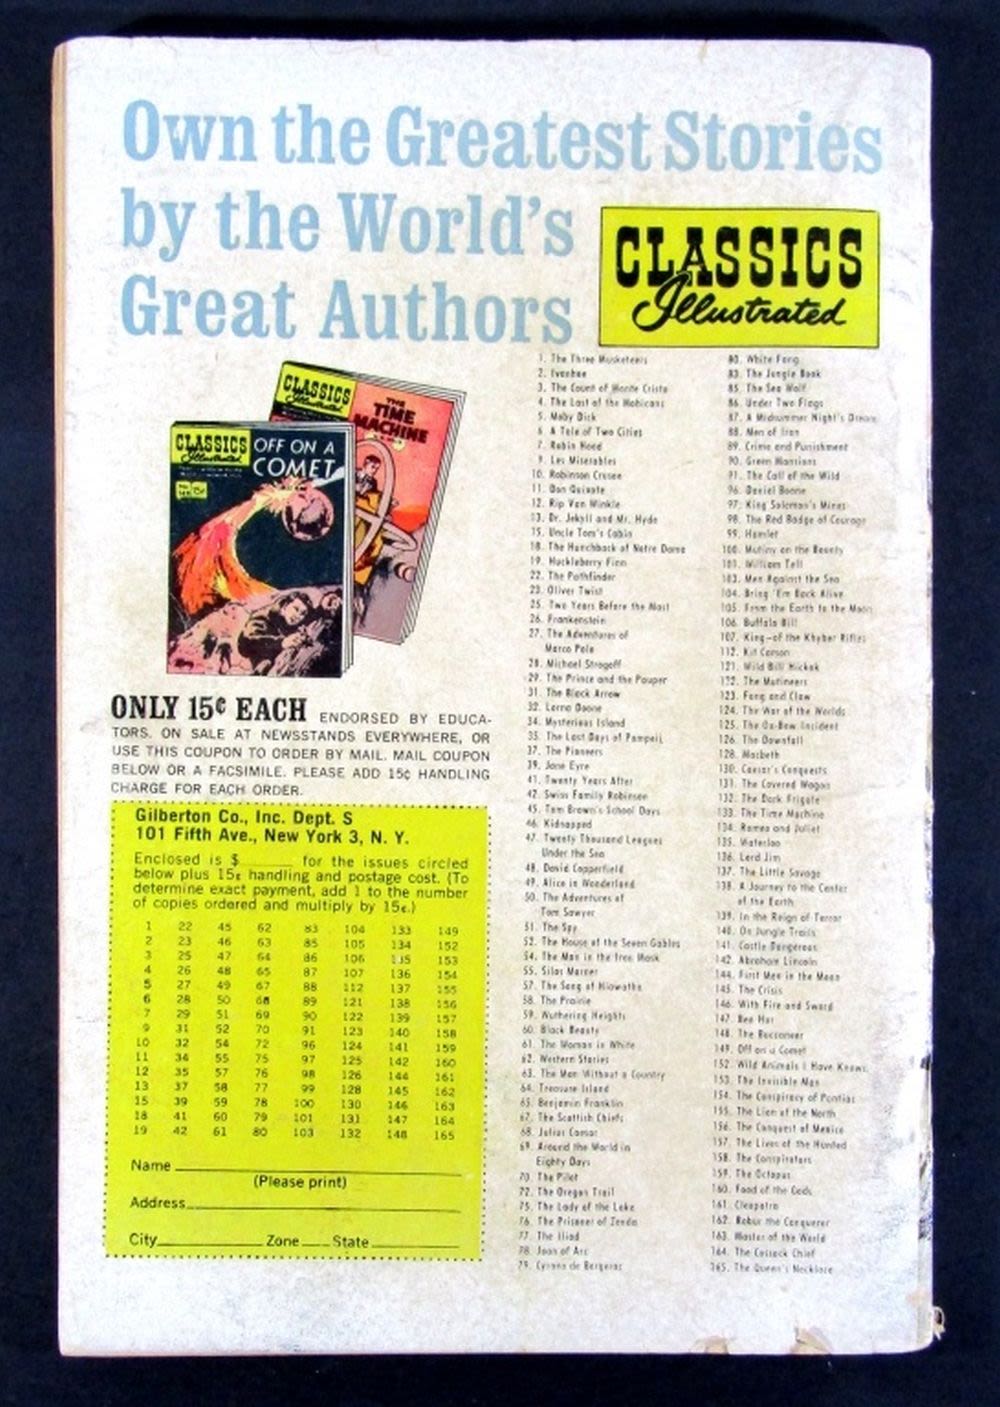 Own the Greatest Stories
by the World's
Great Authors
CLASSICS
Illustrated
CLASSICS
Illustrated
THE
TIME
MACHINE
CLASSICS
Illustrated
OFF ON A
COMET
ONLY 15¢ EACH ENDORSED BY EDUCA-
TORS. ON SALE AT NEWSSTANDS EVERYWHERE, OR
USE THIS COUPON TO ORDER BY MAIL. MAIL COUPON
BELOW OR A FACSIMILE. PLEASE ADD 15¢ HANDLING
CHARGE FOR EACH ORDER.
Gilberton Co., Inc. Dept. S
101 Fifth Ave., New York 3, N. Y.
Enclosed is $ for the issues circled
below plus 15¢ handling and postage cost. (To
determine exact payment, add 1 to the number
of copies ordered and multiply by 15¢.)
1 22 45 62 83 104 133 149
2 23 46 63 85 105 134 152
3 25 47 64 86 106 135 153
4 26 48 65 87 107 136 154
5 27 49 67 88 112 137 155
6 28 50 68 89 121 138 156
7 29 51 69 90 122 139 157
9 31 52 70 91 123 140 158
10 32 54 72 96 124 141 159
11 34 55 75 97 125 142 160
12 35 57 76 98 126 144 161
13 37 58 77 99 128 145 162
15 39 59 78 100 130 146 163
18 41 60 79 101 131 147 164
19 42 61 80 103 132 148 165
Name
(Please print)
Address
City Zone State
1. The Three Musketeers
2. Ivanhoe
3. The Count of Monte Cristo
4. The Last of the Mohicans
5. Moby Dick
6. A Tale of Two Cities
7. Robin Hood
9. Les Miserables
10. Robinson Crusoe
11. Don Quixote
12. Rip Van Winkle
13. Dr. Jekyll and Mr. Hyde
15. Uncle Tom's Cabin
18. The Hunchback of Notre Dame
19. Huckleberry Finn
22. The Pathfinder
23. Oliver Twist
25. Two Years Before the Mast
26. Frankenstein
27. The Adventures of
Marco Polo
28. Michael Strogoff
29. The Prince and the Pauper
31. The Black Arrow
32. Lorna Doone
34. Mysterious Island
35. The Last Days of Pompeii
37. The Pioneers
39. Jane Eyre
41. Twenty Years After
42. Swiss Family Robinson
45. Tom Brown's School Days
46. Kidnapped
47. Twenty Thousand Leagues
Under the Sea
48. David Copperfield
49. Alice in Wonderland
50. The Adventures of
Tom Sawyer
51. The Spy
52. The House of the Seven Gables
54. The Man in the Iron Mask
55. Silas Marner
57. The Song of Hiawatha
58. The Prairie
59. Wuthering Heights
60. Black Beauty
61. The Woman in White
62. Western Stories
63. The Man Without a Country
64. Treasure Island
65. Benjamin Franklin
67. The Scottish Chiefs
68. Julius Caesar
69. Around the World in
Eighty Days
70. The Pilot
72. The Oregon Trail
75. The Lady of the Lake
76. The Prisoner of Zenda
77. The Iliad
78. Joan of Arc
79. Cyrano de Bergerac
80. White Fang
83. The Jungle Book
85. The Sea Wolf
86. Under Two Flags
87. A Midsummer Night's Dream
88. Men of Iron
89. Crime and Punishment
90. Green Mansions
91. The Call of the Wild
96. Daniel Boone
97. King Solomon's Mines
98. The Red Badge of Courage
99. Hamlet
100. Mutiny on the Bounty
101. William Tell
103. Men Against the Sea
104. Bring 'Em Back Alive
105. From the Earth to the Moon
106. Buffalo Bill
107. King—of the Khyber Rifles
112. Kit Carson
121. Wild Bill Hickok
122. The Mutineers
123. Fang and Claw
124. The War of the Worlds
125. The Ox-Bow Incident
126. The Downfall
128. Macbeth
130. Caesar's Conquests
131. The Covered Wagon
132. The Dark Frigate
133. The Time Machine
134. Romeo and Juliet
135. Waterloo
136. Lord Jim
137. The Little Savage
138. A Journey to the Center
of the Earth
139. In the Reign of Terror
140. On Jungle Trails
141. Castle Dangerous
142. Abraham Lincoln
144. First Men in the Moon
145. The Crisis
146. With Fire and Sword
147. Ben Hur
148. The Buccaneer
149. Off on a Comet
152. Wild Animals I Have Known
153. The Invisible Man
154. The Conspiracy of Pontiac
155. The Lion of the North
156. The Conquest of Mexico
157. The Lives of the Hunted
158. The Conspirators
159. The Octopus
160. Food of the Gods
161. Cleopatra
162. Robur the Conqueror
163. Master of the World
164. The Cossack Chief
165. The Queen's Necklace